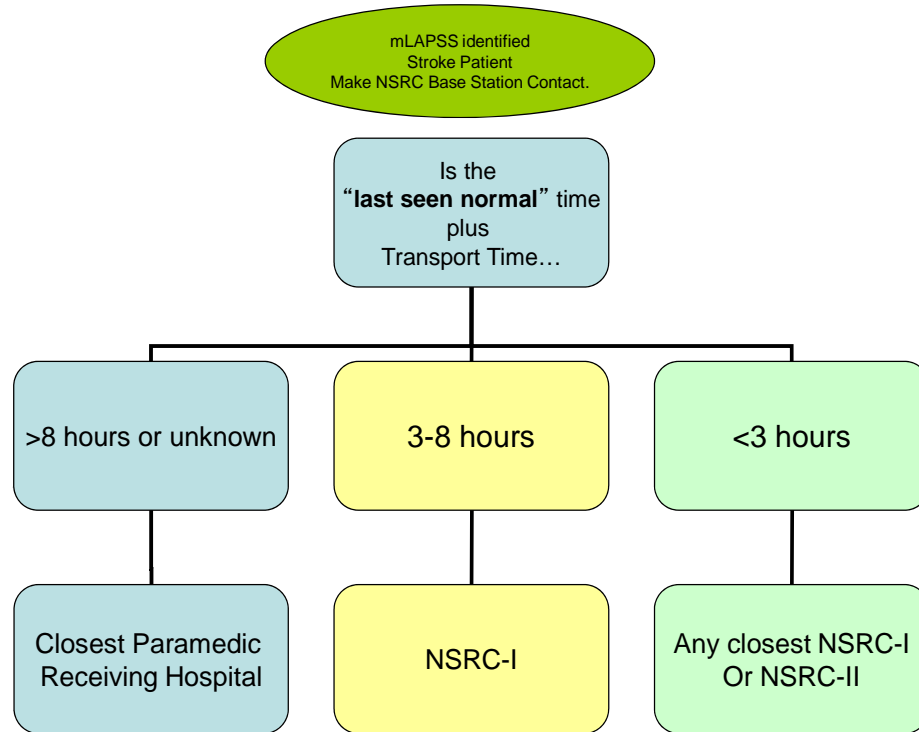 mLAPSS identified
Stroke Patient
Make NSRC Base Station Contact.
Is the
“last seen normal” time
plus
Transport Time…
>8 hours or unknown
3-8 hours
<3 hours
Closest Paramedic
Receiving Hospital
NSRC-I
Any closest NSRC-I
Or NSRC-II